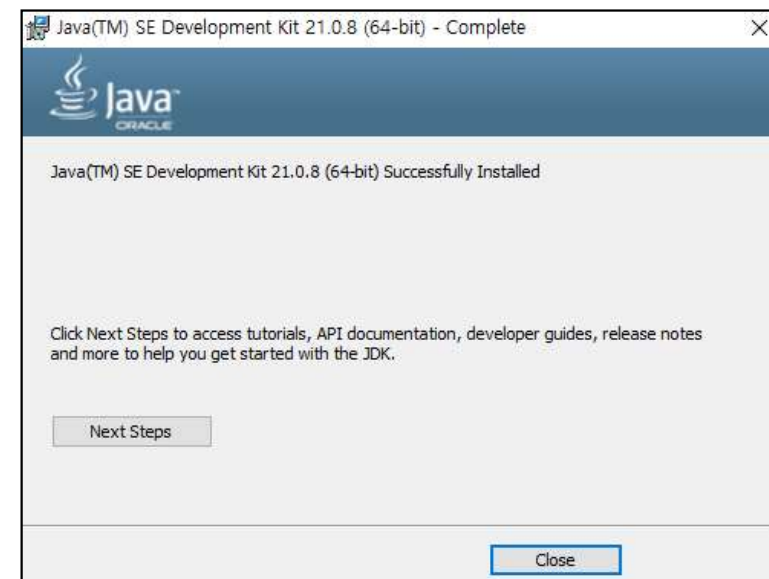 Java(TM) SE Development Kit 21.0.8 (64-bit) - Complete
Java™
ORACLE
Java(TM) SE Development Kit 21.0.8 (64-bit) Successfully Installed
Click Next Steps to access tutorials, API documentation, developer guides, release notes
and more to help you get started with the JDK.
Next Steps
Close